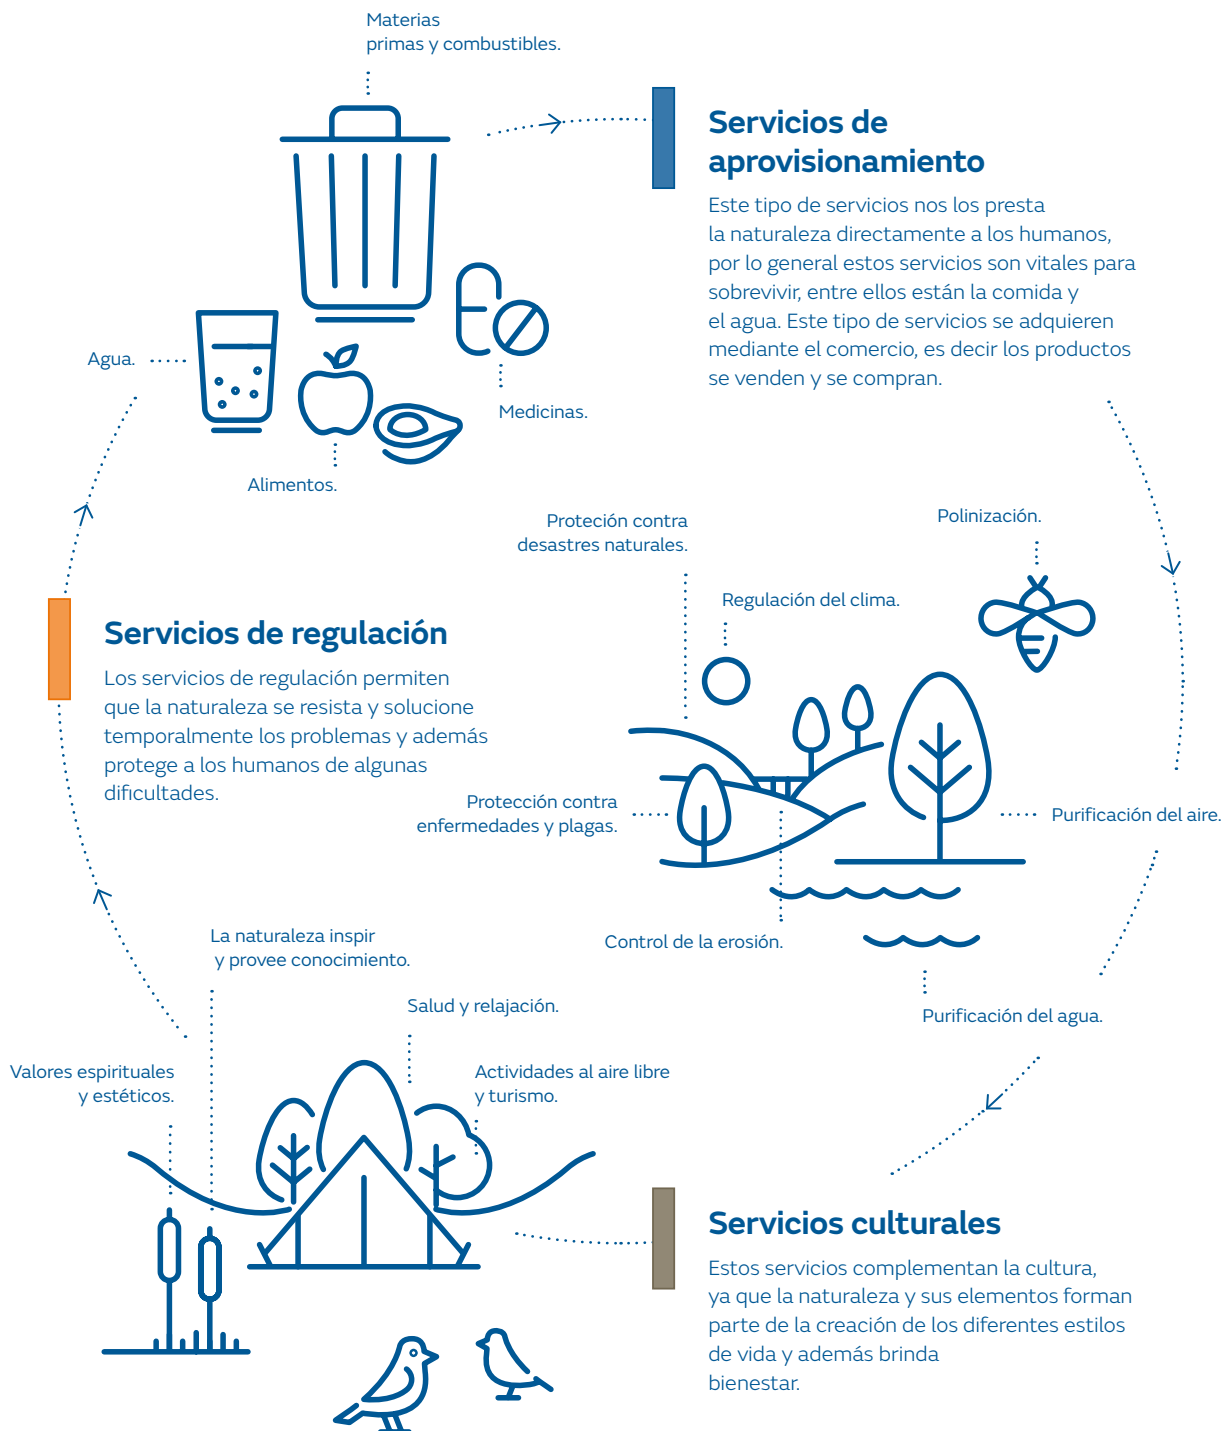 Materias
primas y combustibles.
Servicios de
aprovisionamiento
Este tipo de servicios nos los presta
la naturaleza directamente a los humanos,
por lo general estos servicios son vitales para
sobrevivir, entre ellos están la comida y
el agua. Este tipo de servicios se adquieren
mediante el comercio, es decir los productos
se venden y se compran.
Agua.
Medicinas.
Alimentos.
Proteción contra
desastres naturales.
Polinización.
Regulación del clima.
Servicios de regulación
Los servicios de regulación permiten
que la naturaleza se resista y solucione
temporalmente los problemas y además
protege a los humanos de algunas
dificultades.
Protección contra
enfermedades y plagas.
Purificación del aire.
Control de la erosión.
Purificación del agua.
La naturaleza inspir
y provee conocimiento.
Salud y relajación.
Valores espirituales
y estéticos.
Actividades al aire libre
y turismo.
Servicios culturales
Estos servicios complementan la cultura,
ya que la naturaleza y sus elementos forman
parte de la creación de los diferentes estilos
de vida y además brinda
bienestar.